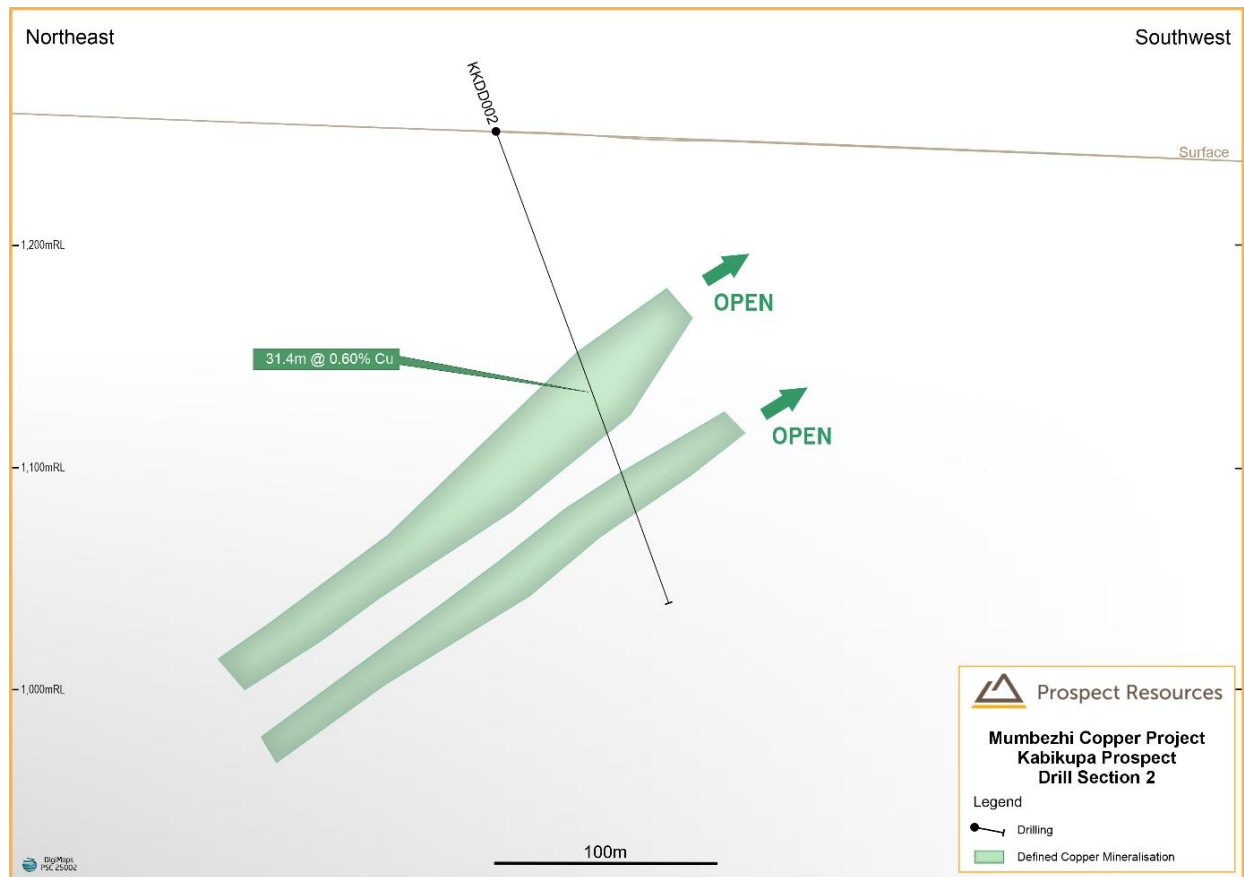 Northeast
Southwest
KKDD002
Surface
1,200mRL
OPEN
31.4m @ 0.60% Cu
OPEN
1,100mRL
1,000mRL
Prospect Resources
Mumbezhi Copper Project
Kabikupa Prospect
Drill Section 2
Legend
Drilling
Defined Copper Mineralisation
100m
DigiMaps
PSC 25002